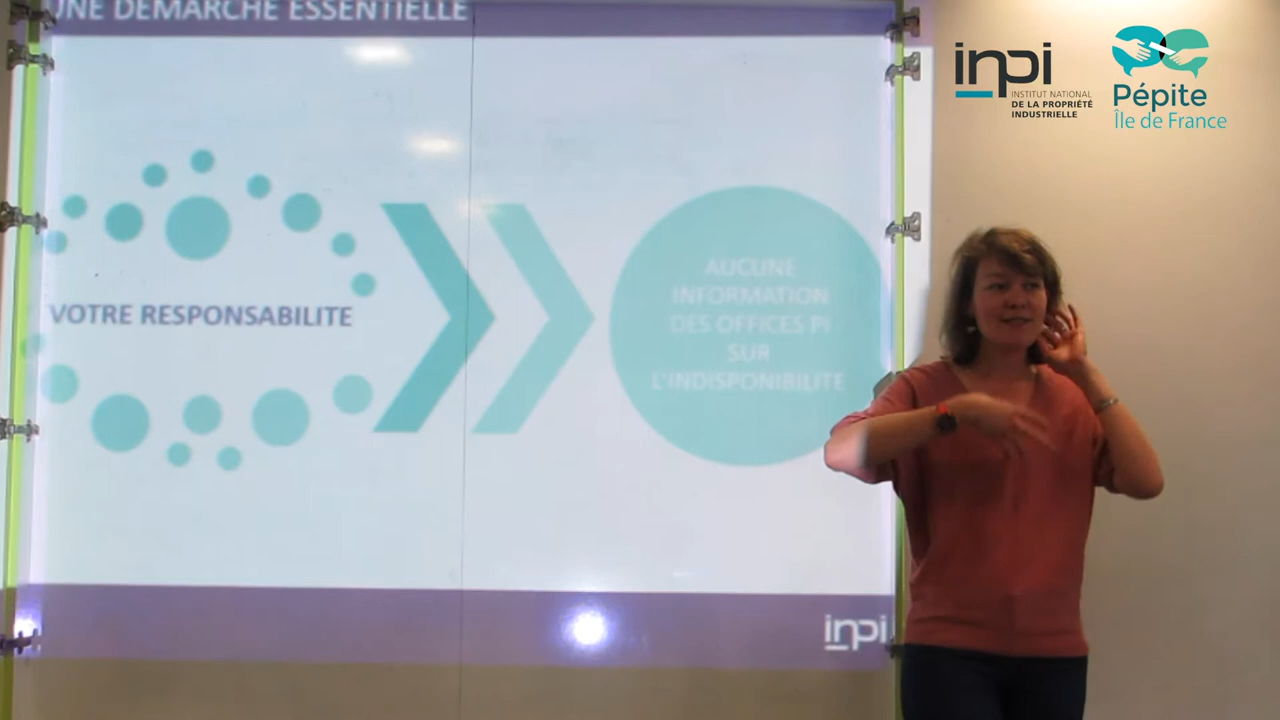 UNE DEMARCHE ESSENTIELLE
VOTRE RESPONSABILITE
AUCUNE
INFORMATION
DES OFFICES PI
SUR
L'INDISPONIBILITE
inpi
inpi
INSTITUT NATIONAL
DE LA PROPRIÉTÉ
INDUSTRIELLE
Pépite
Île de France